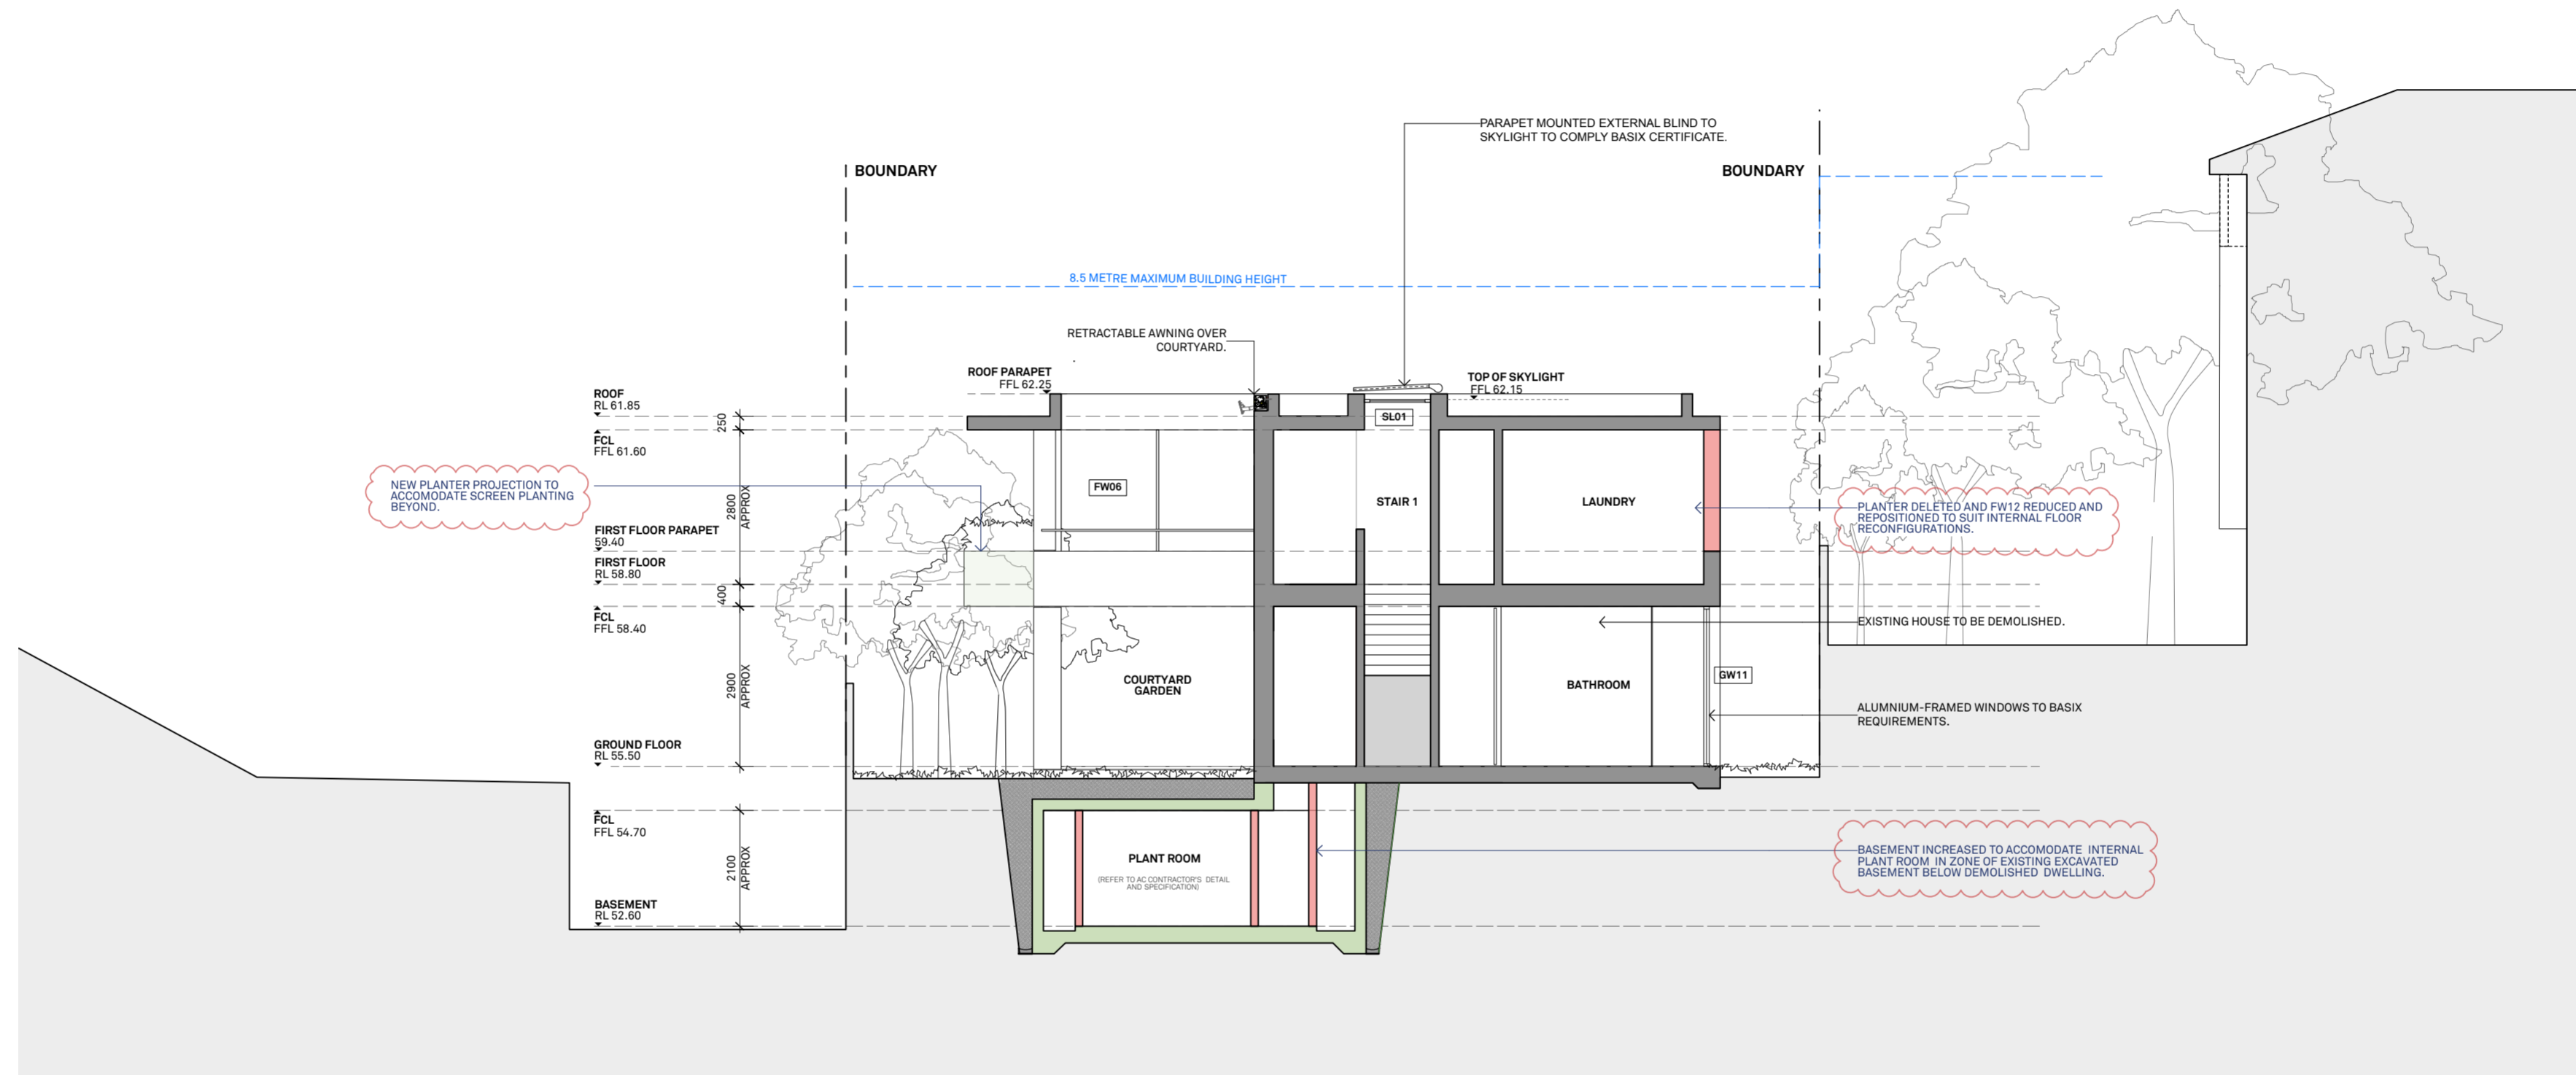 PARAPET MOUNTED EXTERNAL BLIND TO
SKYLIGHT TO COMPLY BASIX CERTIFICATE.
BOUNDARY
BOUNDARY
8.5 METRE MAXIMUM BUILDING HEIGHT
RETRACTABLE AWNING OVER
COURTYARD.
ROOF PARAPET
FFL 62.25
TOP OF SKYLIGHT
FFL 62.15
ROOF
RL 61.85
250
SL01
FCL
FFL 61.60
NEW PLANTER PROJECTION TO
ACCOMODATE SCREEN PLANTING
BEYOND.
2800
APPROX
FW06
STAIR 1
LAUNDRY
PLANTER DELETED AND FW12 REDUCED AND
REPOSITIONED TO SUIT INTERNAL FLOOR
RECONFIGURATIONS.
FIRST FLOOR PARAPET
59.40
FIRST FLOOR
RL 58.80
400
FCL
FFL 58.40
EXISTING HOUSE TO BE DEMOLISHED.
2900
APPROX
COURTYARD
GARDEN
BATHROOM
GW11
ALUMNIUM-FRAMED WINDOWS TO BASIX
REQUIREMENTS.
GROUND FLOOR
RL 55.50
FCL
FFL 54.70
2100
APPROX
PLANT ROOM
(REFER TO AC CONTRACTOR'S DETAIL
AND SPECIFICATION)
BASEMENT INCREASED TO ACCOMODATE INTERNAL
PLANT ROOM IN ZONE OF EXISTING EXCAVATED
BASEMENT BELOW DEMOLISHED DWELLING.
BASEMENT
RL 52.60